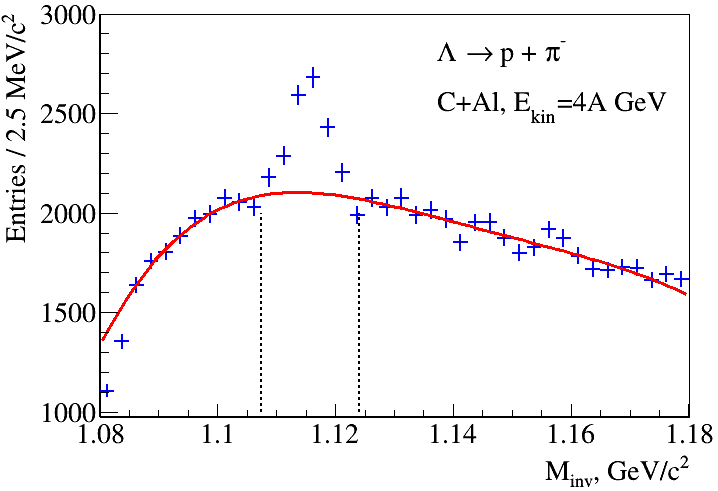 Entries / 2.5 MeV/c²
3000
2500
2000
1500
1000
Λ → p + π⁻
C+Al, E_kin=4A GeV
1.08
1.1
1.12
1.14
1.16
1.18
M_inv, GeV/c²